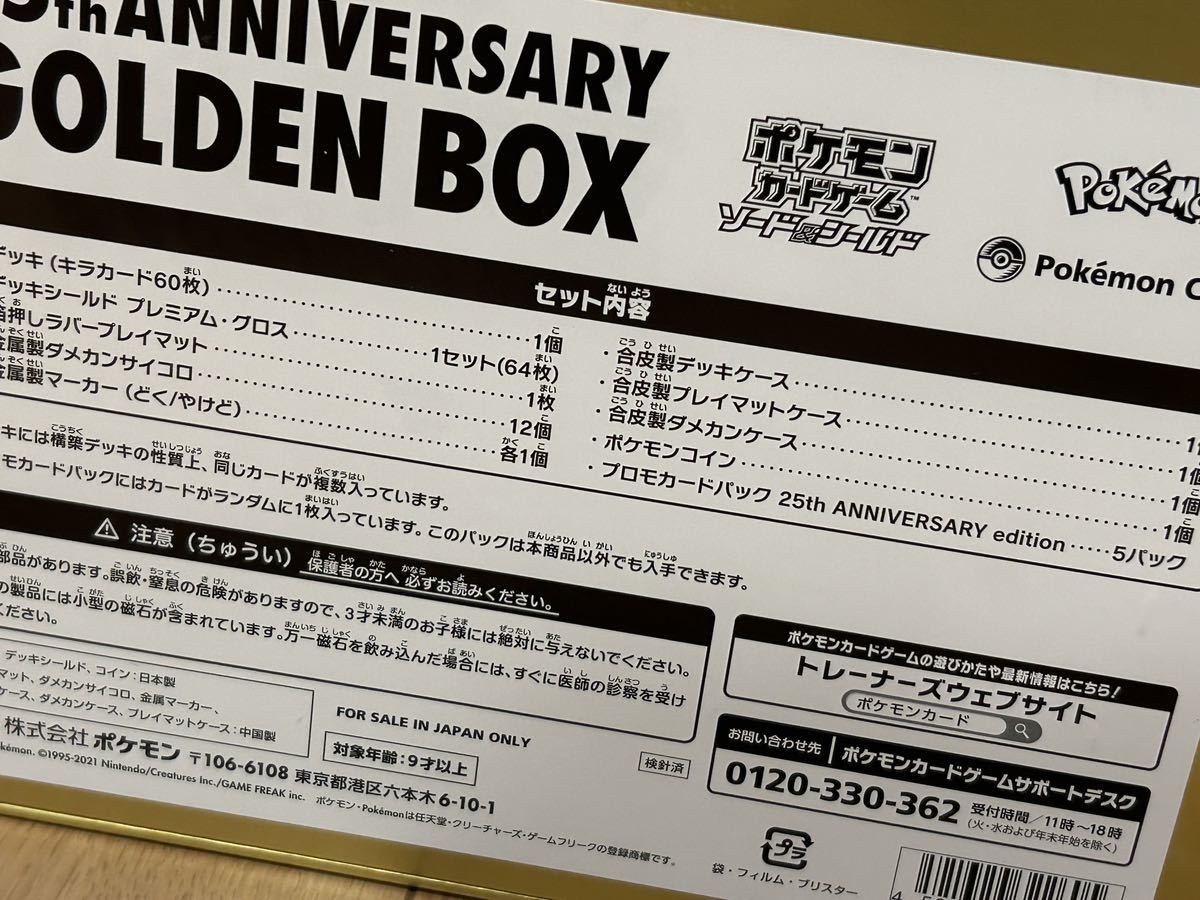 5th ANNIVERSARY
GOLDEN BOX
ポケモン
カードゲーム™
ソード&シールド
Pokémo
Pokémon C
セット内容
ないよう
デッキ(キラカード60枚)……1個
デッキシールド プレミアム・グロス……1セット(64枚)
箔押しラバープレイマット……1枚
金属製ダメカンサイコロ……12個
金属製マーカー(どく/やけど)……各1個
・合皮製デッキケース……1個
・合皮製プレイマットケース……1個
・合皮製ダメカンケース……1個
・ポケモンコイン……1個
・プロモカードパック 25th ANNIVERSARY edition……5パック
キには構築デッキの性質上、同じカードが複数入っています。
モカードパックにはカードがランダムに1枚入っています。このパックは本商品以外でも入手できます。
⚠ 注意(ちゅうい) 保護者の方へ 必ずお読みください。
部品があります。誤飲・窒息の危険がありますので、3才未満のお子様には絶対に与えないでください。
の製品には小型の磁石が含まれています。万一磁石を飲み込んだ場合には、すぐに医師の診察を受け
ください。
デッキシールド、コイン:日本製
マット、ダメカンサイコロ、金属マーカー、
ケース、ダメカンケース、プレイマットケース:中国製
FOR SALE IN JAPAN ONLY
対象年齢:9才以上
検針済
株式会社 ポケモン 〒106-6108 東京都港区六本木6-10-1
Pokémon. ©1995-2021 Nintendo/Creatures Inc./GAME FREAK inc. ポケモン・Pokémonは任天堂・クリーチャーズ・ゲームフリークの登録商標です。
ポケモンカードゲームの遊びかたや最新情報はこちら!
トレーナーズウェブサイト
ポケモンカード
お問い合わせ先 ポケモンカードゲームサポートデスク
0120-330-362 受付時間/11時~18時
(火・水および年末年始を除く)
プラ
袋・フィルム・ブリスター